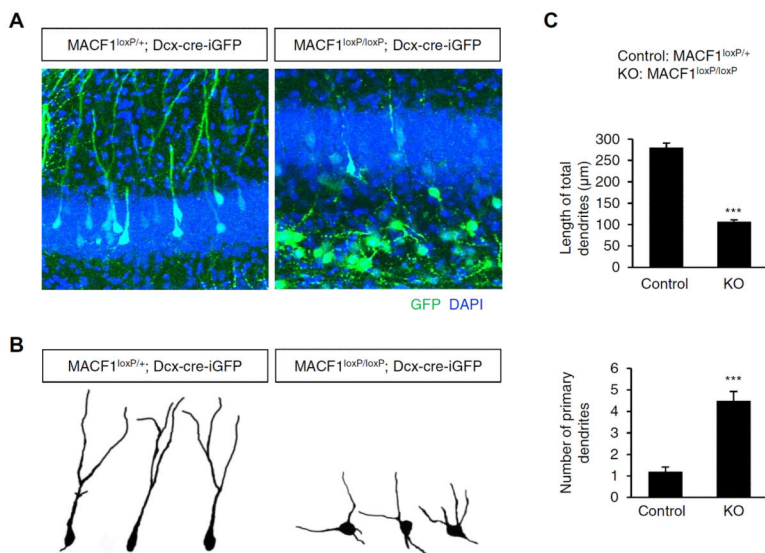 A
MACF1loxP/+; Dcx-cre-iGFP
MACF1loxP/loxP; Dcx-cre-iGFP
GFP DAPI
B
MACF1loxP/+; Dcx-cre-iGFP
MACF1loxP/loxP; Dcx-cre-iGFP
C
Control: MACF1loxP/+
KO: MACF1loxP/loxP
Length of total
dendrites (μm)
300
250
200
150
100
50
0
***
Control KO
Number of primary
dendrites
6
5
4
3
2
1
0
***
Control KO